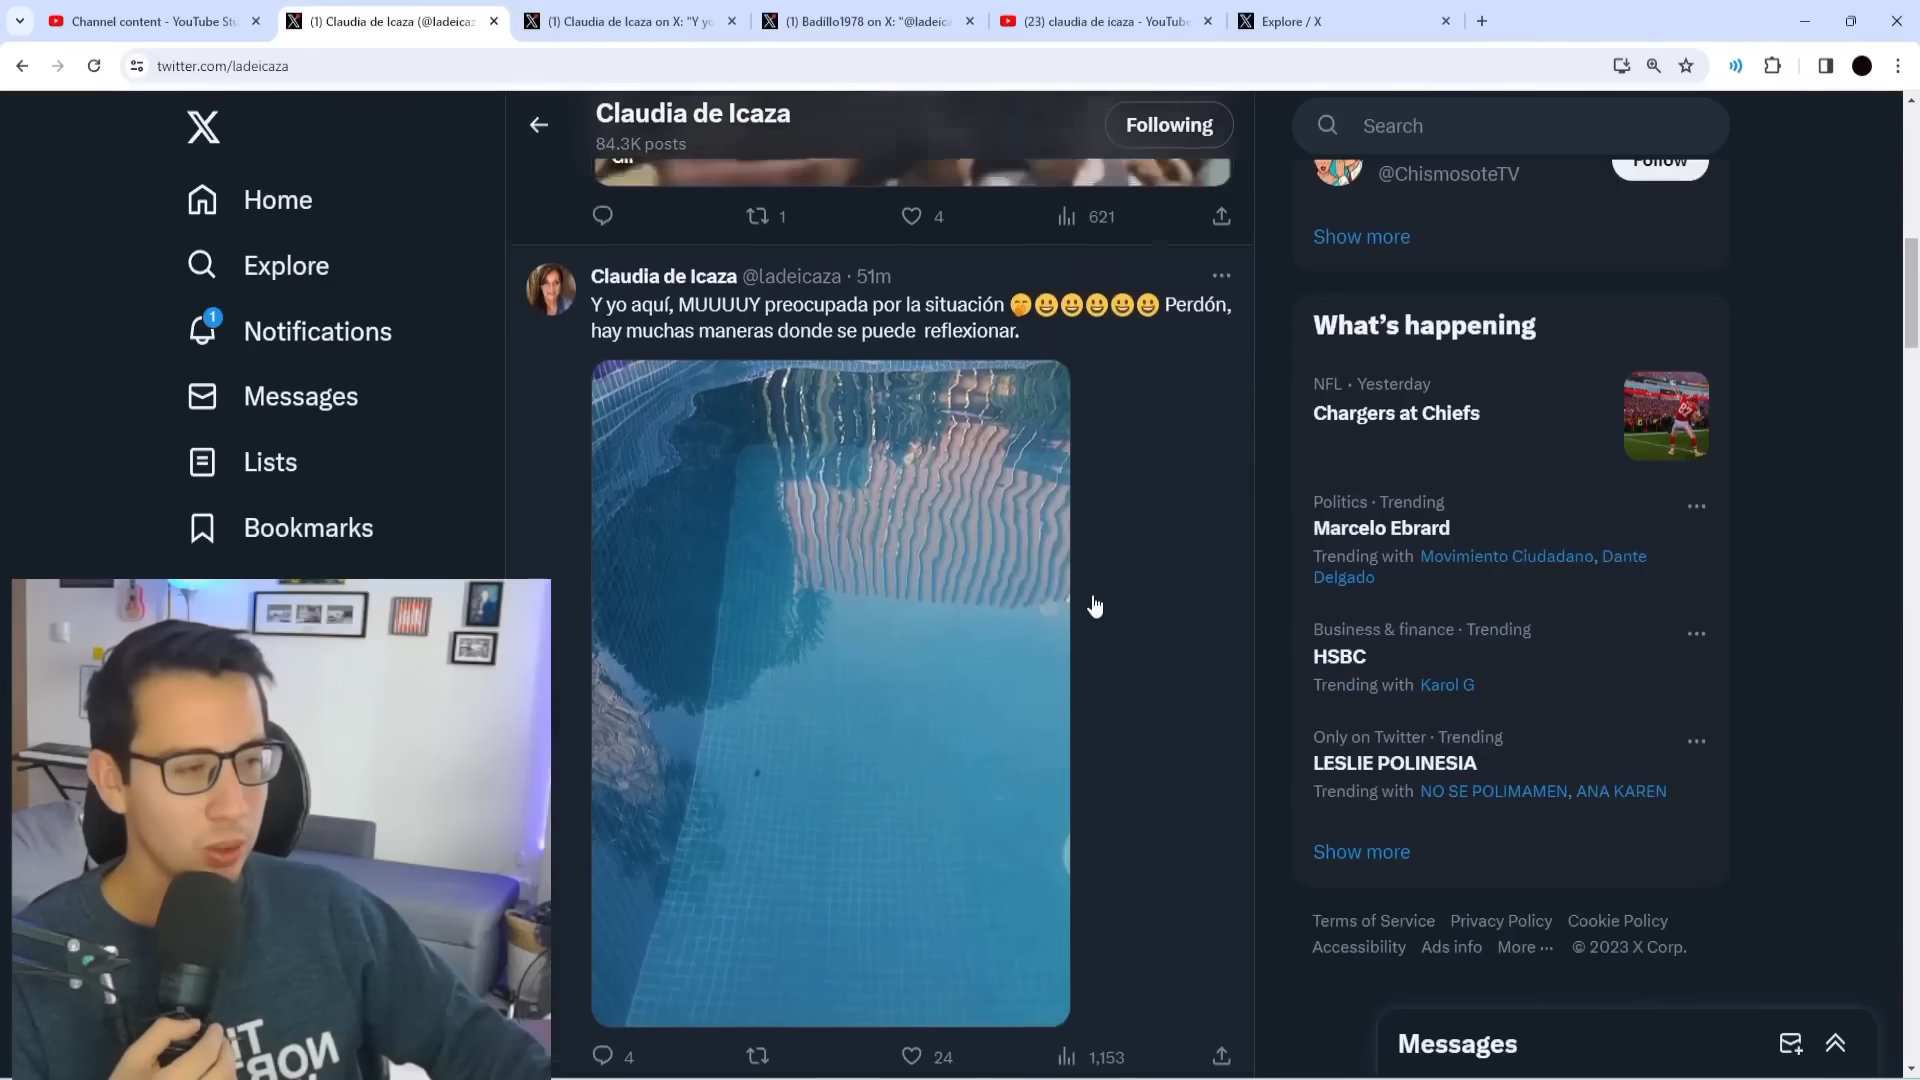 Channel content - YouTube St
(1) Claudia de Icaza (@ladeicaz
(1) Claudia de Icaza on X: "Y yo
(1) Badillo1978 on X: "@ladeica
(23) claudia de icaza - YouTube
Explore / X
twitter.com/ladeicaza
Claudia de Icaza
84.3K posts
Following
Search
@ChismosoteTV
Follow
Show more
Home
Explore
1
Notifications
Messages
Lists
Bookmarks
GIF
1
4
621
Claudia de Icaza @ladeicaza · 51m
Y yo aquí, MUUUUY preocupada por la situación 🤭😀😀😀😀😀 Perdón,
hay muchas maneras donde se puede reflexionar.
4
24
1,153
What's happening
NFL · Yesterday
Chargers at Chiefs
Politics · Trending
Marcelo Ebrard
Trending with Movimiento Ciudadano, Dante
Delgado
Business & finance · Trending
HSBC
Trending with Karol G
Only on Twitter · Trending
LESLIE POLINESIA
Trending with NO SE POLIMAMEN, ANA KAREN
Show more
Terms of Service Privacy Policy Cookie Policy
Accessibility Ads info More ··· © 2023 X Corp.
Messages